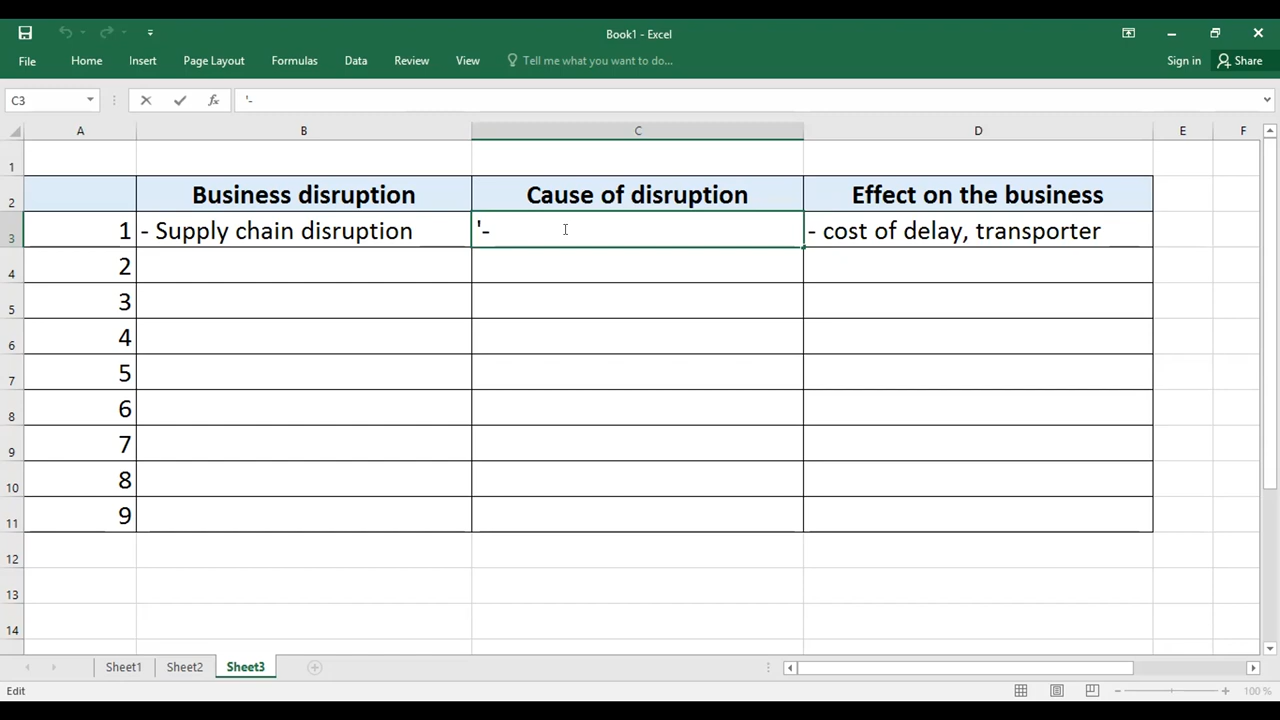 Book1 - Excel
File Home Insert Page Layout Formulas Data Review View Tell me what you want to do... Sign in Share
C3 fx '-
A B C D E F
1
2 Business disruption Cause of disruption Effect on the business
3 1 - Supply chain disruption '- - cost of delay, transporter
4 2
5 3
6 4
7 5
8 6
9 7
10 8
11 9
12
13
14
Sheet1 Sheet2 Sheet3
Edit 100 %